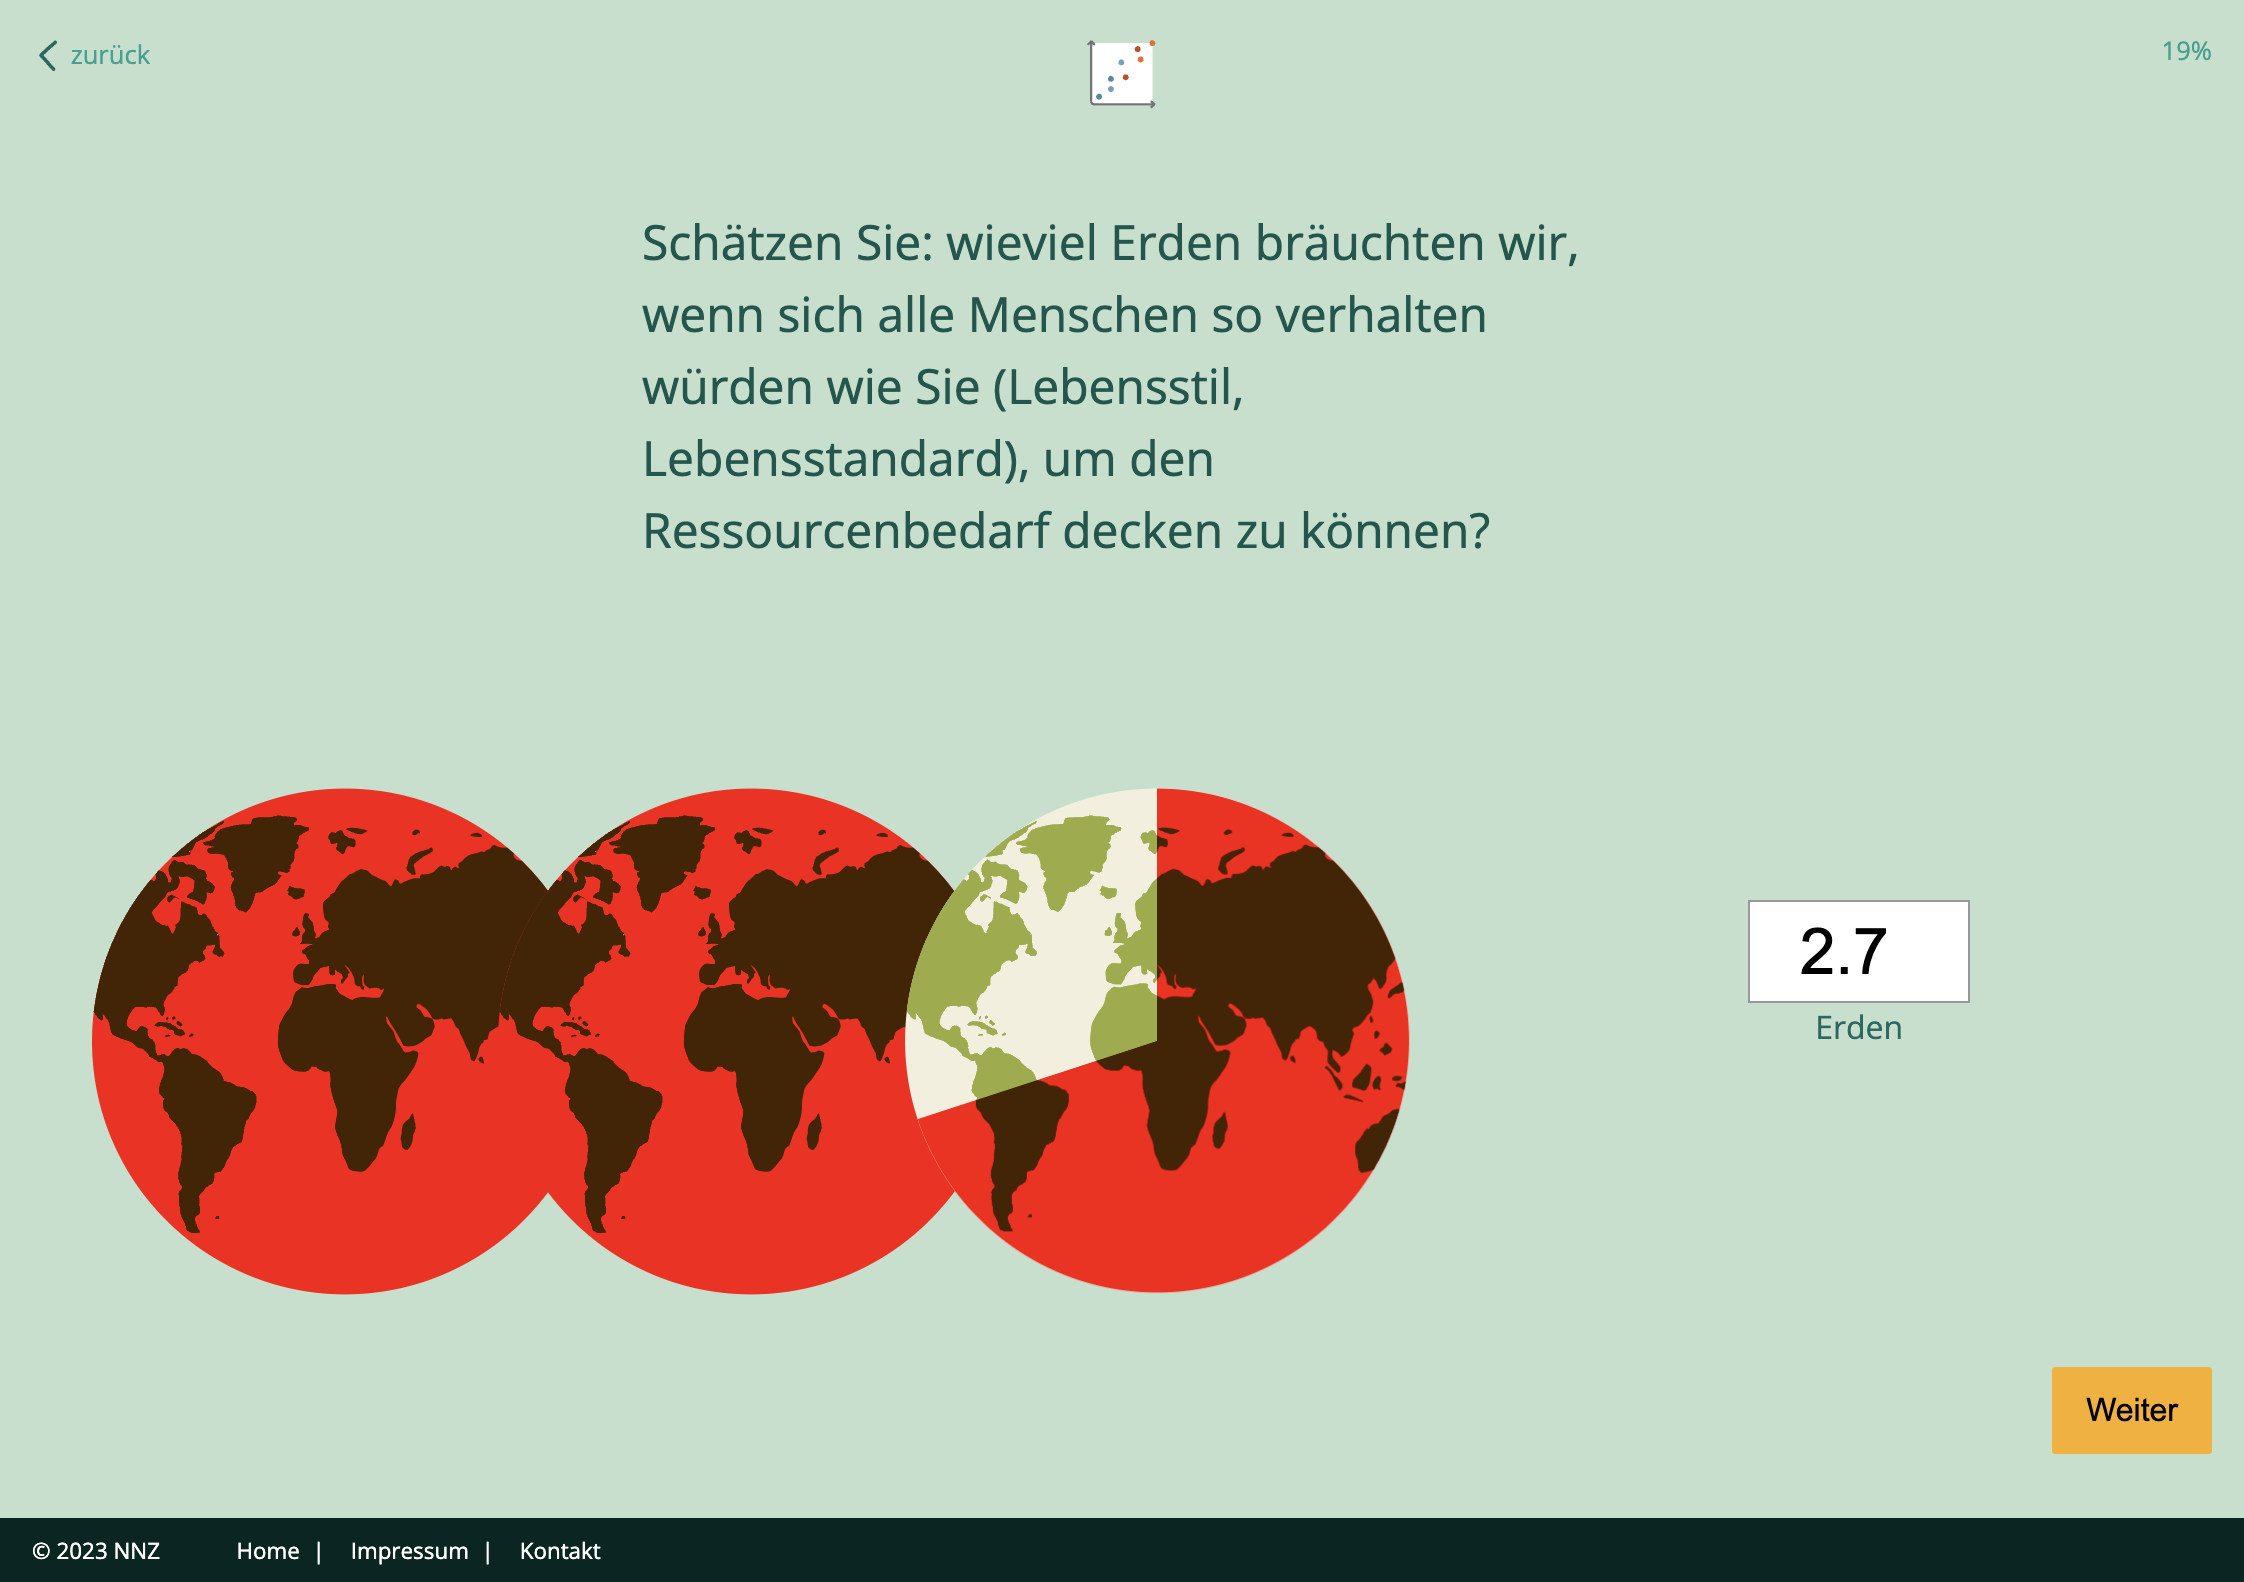 zurück
19%
Schätzen Sie: wieviel Erden bräuchten wir,
wenn sich alle Menschen so verhalten
würden wie Sie (Lebensstil,
Lebensstandard), um den
Ressourcenbedarf decken zu können?
2.7
Erden
Weiter
© 2023 NNZ Home | Impressum | Kontakt